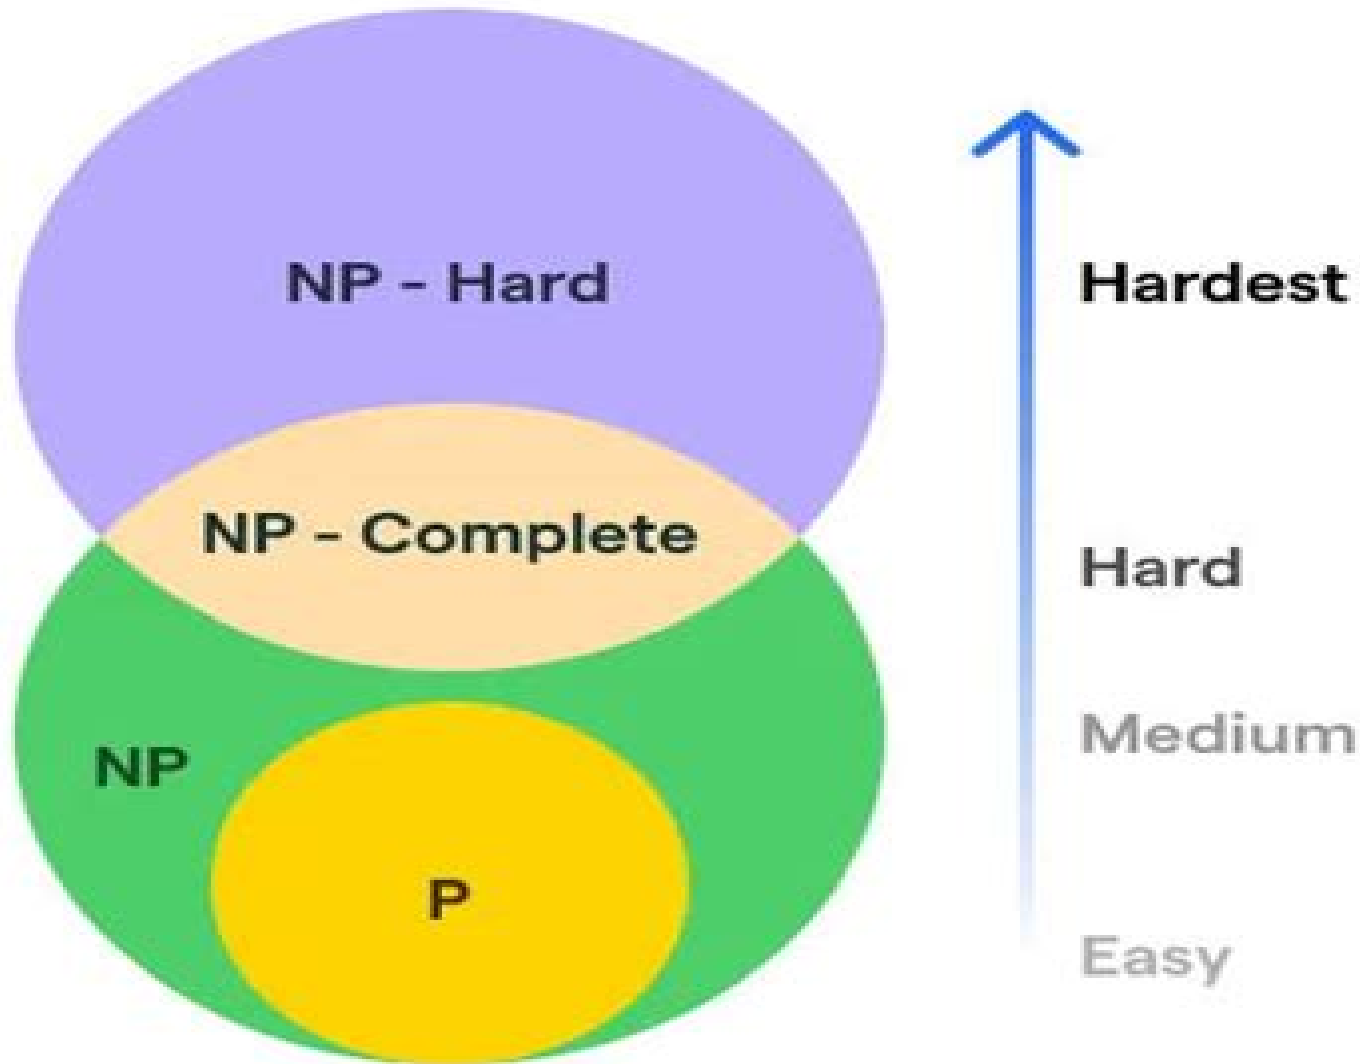 NP - Hard
Hardest
NP - Complete
Hard
Medium
NP
P
Easy